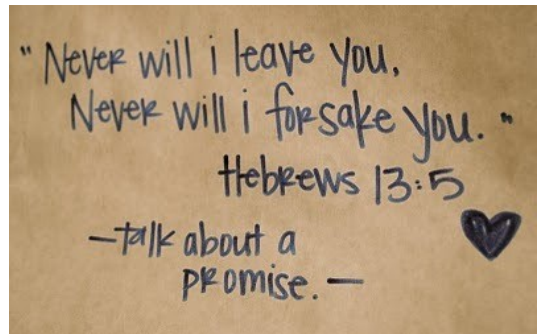 "Never will i leave you,
Never will i forsake you."
Hebrews 13:5
-talk about a
promise.-